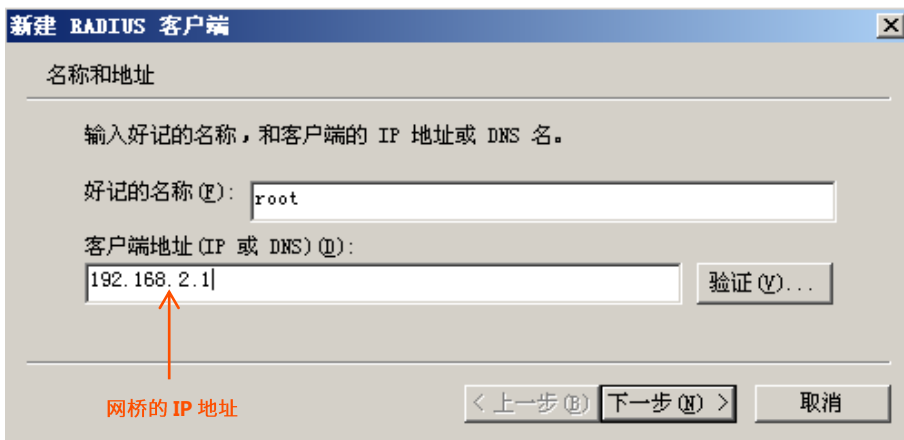 新建 RADIUS 客户端
名称和地址
输入好记的名称，和客户端的 IP 地址或 DNS 名。
好记的名称(F): root
客户端地址(IP 或 DNS)(D):
192.168.2.1 验证(V)...
网桥的 IP 地址
< 上一步(B) 下一步(N) > 取消